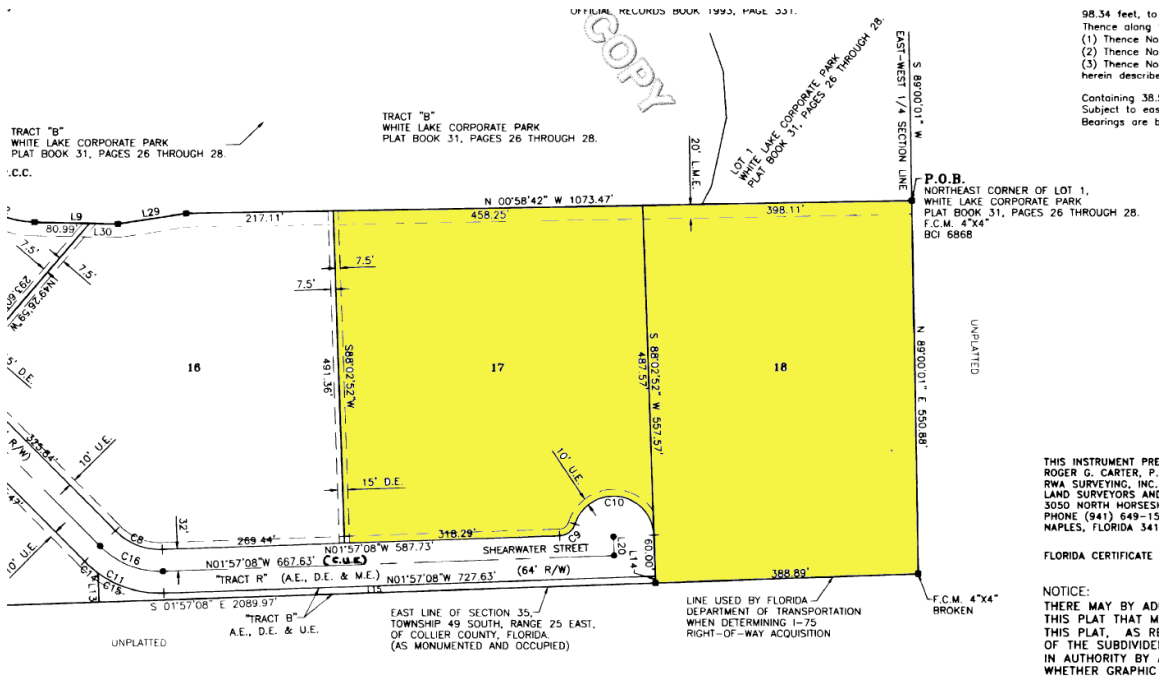 OFFICIAL RECORDS BOOK 1993, PAGE 331.
COPY
98.34 feet, to
Thence along
(1) Thence No
(2) Thence No
(3) Thence No
herein describe
Containing 38.
Subject to eas
Bearings are b
S 89°00'01" W
EAST-WEST 1/4 SECTION LINE
LOT 1
WHITE LAKE CORPORATE PARK
PLAT BOOK 31, PAGES 26 THROUGH 28.
TRACT "B"
WHITE LAKE CORPORATE PARK
PLAT BOOK 31, PAGES 26 THROUGH 28.
TRACT "B"
WHITE LAKE CORPORATE PARK
PLAT BOOK 31, PAGES 26 THROUGH 28.
.C.C.
20' L.M.E.
P.O.B.
NORTHEAST CORNER OF LOT 1,
WHITE LAKE CORPORATE PARK
PLAT BOOK 31, PAGES 26 THROUGH 28.
F.C.M. 4"X4"
BCI 6868
N 00°58'42" W 1073.47'
L9
L29
80.99'
L30
217.11'
458.25'
398.11'
7.5'
7.5'
293.60'
N49°26'59"W
7.5'
7.5'
5' D.E.
16
17
18
S88°02'52"W
491.36'
S 88°02'52" W 557.57'
487.57'
N 89°00'01" E 550.88'
UNPLATTED
325.84'
R/W)
10' U.E.
10' U.E.
15' D.E.
.47'
10' U.E.
C8
C16
C14
C11
C15
L13
32'
269.44'
318.29'
C9
C10
L20
L14
60.00'
N01°57'08"W 587.73'
SHEARWATER STREET
N01°57'08"W 667.63'
(C.U.E.)
(64' R/W)
"TRACT R" (A.E., D.E. & M.E.)
N01°57'08"W 727.63'
L15
388.89'
S 01°57'08" E 2089.97'
"TRACT B"
A.E., D.E. & U.E.
UNPLATTED
EAST LINE OF SECTION 35,
TOWNSHIP 49 SOUTH, RANGE 25 EAST,
OF COLLIER COUNTY, FLORIDA.
(AS MONUMENTED AND OCCUPIED)
LINE USED BY FLORIDA
DEPARTMENT OF TRANSPORTATION
WHEN DETERMINING I-75
RIGHT-OF-WAY ACQUISITION
F.C.M. 4"X4"
BROKEN
THIS INSTRUMENT PRE
ROGER G. CARTER, P.
RWA SURVEYING, INC.
LAND SURVEYORS AND
3050 NORTH HORSESH
PHONE (941) 649-15
NAPLES, FLORIDA 341
FLORIDA CERTIFICATE
NOTICE:
THERE MAY BY AD
THIS PLAT THAT M
THIS PLAT, AS RE
OF THE SUBDIVIDE
IN AUTHORITY BY
WHETHER GRAPHIC